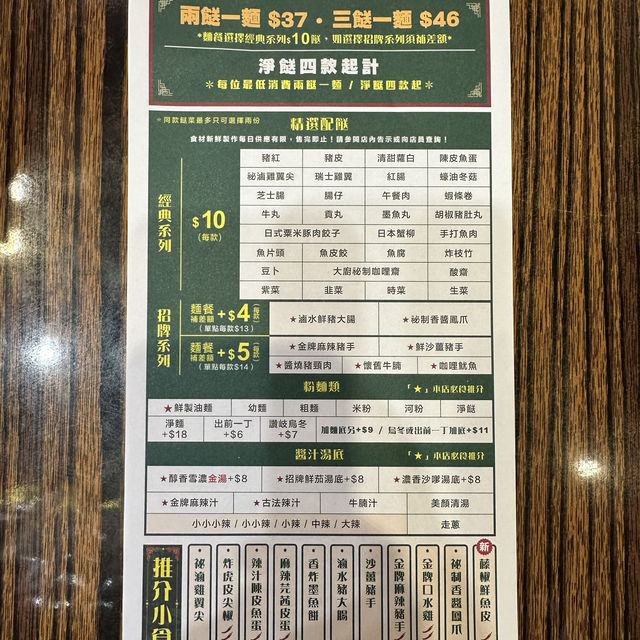 兩餸一麵 $37 • 三餸一麵 $46
*麵餐選擇經典系列$10餸，如選擇招牌系列須補差額*
淨餸四款起計
*每位最低消費兩餸一麵 / 淨餸四款起*
*同款餸菜最多只可選擇兩份
精選配餸
食材新鮮製作每日供應有限，售完即止！請參閱店內告示或向店員查詢！
經典系列
$10
(每款)
豬紅 豬皮 清甜蘿白 陳皮魚蛋
祕滷雞翼尖 瑞士雞翼 紅腸 蠔油冬菇
芝士腸 腸仔 午餐肉 蝦條卷
牛丸 貢丸 墨魚丸 胡椒豬肚丸
日式粟米豚肉餃子 日本蟹柳 手打魚肉
魚片頭 魚皮餃 魚腐 炸枝竹
豆卜 大廚祕制咖哩齋 酸齋
紫菜 韭菜 時菜 生菜
招牌系列
麵餐補差額 +$4 (每款)
(單點每款$13)
★滷水鮮豬大腸 ★祕制香醬鳳爪
麵餐補差額 +$5 (每款)
(單點每款$14)
★金牌麻辣豬手 ★鮮沙薑豬手
★醬燒豬頸肉 ★懷舊牛腩 ★咖哩魷魚
粉麵類
「★」本店必食推介
★鮮製油麵 幼麵 粗麵 米粉 河粉 淨餸
淨麵 +$18 出前一丁 +$6 讃岐烏冬 +$7 加麵底另+$9 / 烏冬或出前一丁加底+$11
醬汁湯底
「★」本店必食推介
★醇香雪濃金湯+$8 ★招牌鮮茄湯底+$8 ★濃香沙嗲湯底+$8
★金牌麻辣汁 ★古法辣汁 牛腩汁 美顏清湯
小小小辣 / 小小辣 / 小辣 / 中辣 / 大辣 走蔥
新
推介小食
祕滷雞翼尖
炸虎皮尖椒
辣汁陳皮魚蛋
麻辣芫茜皮蛋
香炸墨魚餅
滷水豬大腸
沙薑豬手
金牌麻辣豬手
金牌口水雞
祕制香醬鳳爪
藤椒鮮魚皮